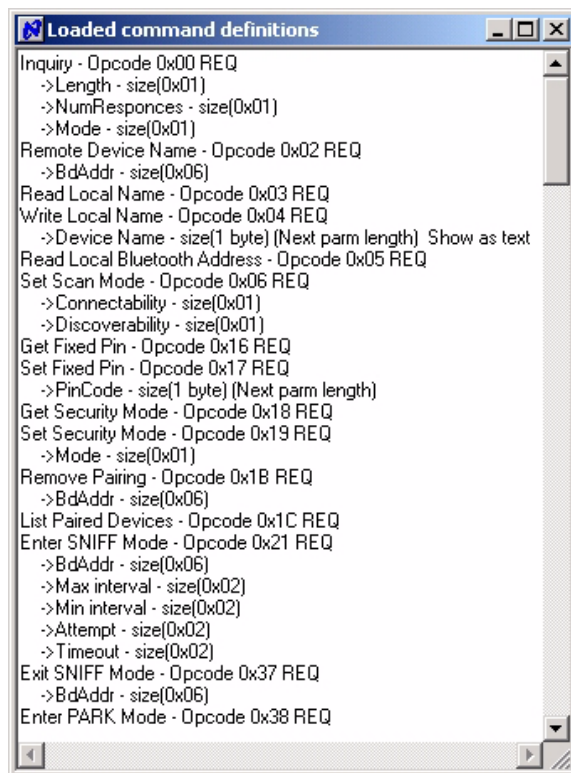 Loaded command definitions
Inquiry - Opcode 0x00 REQ
->Length - size(0x01)
->NumResponces - size(0x01)
->Mode - size(0x01)
Remote Device Name - Opcode 0x02 REQ
->BdAddr - size(0x06)
Read Local Name - Opcode 0x03 REQ
Write Local Name - Opcode 0x04 REQ
->Device Name - size(1 byte) (Next parm length)  Show as text
Read Local Bluetooth Address - Opcode 0x05 REQ
Set Scan Mode - Opcode 0x06 REQ
->Connectability - size(0x01)
->Discoverability - size(0x01)
Get Fixed Pin - Opcode 0x16 REQ
Set Fixed Pin - Opcode 0x17 REQ
->PinCode - size(1 byte) (Next parm length)
Get Security Mode - Opcode 0x18 REQ
Set Security Mode - Opcode 0x19 REQ
->Mode - size(0x01)
Remove Pairing - Opcode 0x1B REQ
->BdAddr - size(0x06)
List Paired Devices - Opcode 0x1C REQ
Enter SNIFF Mode - Opcode 0x21 REQ
->BdAddr - size(0x06)
->Max interval - size(0x02)
->Min interval - size(0x02)
->Attempt - size(0x02)
->Timeout - size(0x02)
Exit SNIFF Mode - Opcode 0x37 REQ
->BdAddr - size(0x06)
Enter PARK Mode - Opcode 0x38 REQ